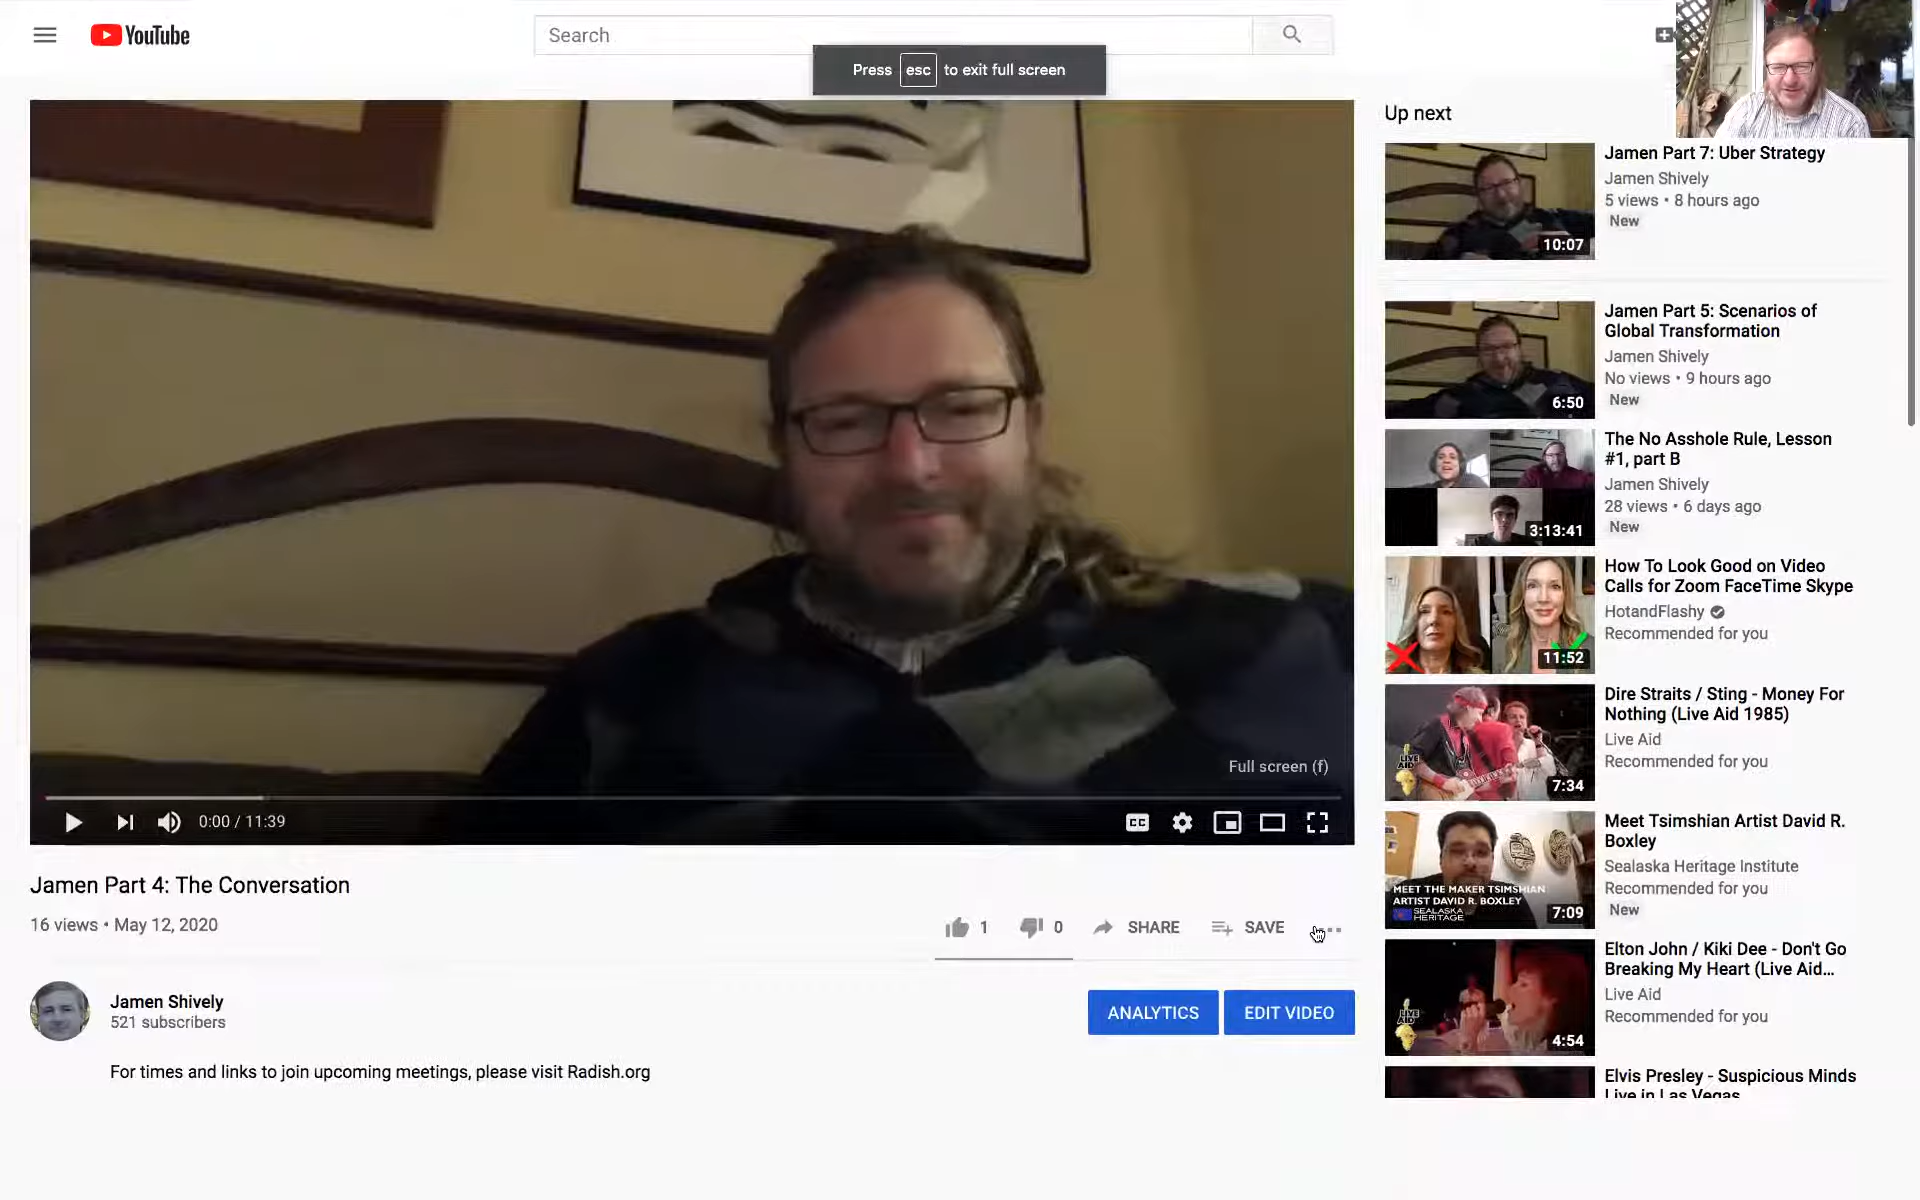 YouTube
Search
Press esc to exit full screen
Full screen (f)
0:00 / 11:39
CC
Jamen Part 4: The Conversation
16 views • May 12, 2020
1
0
SHARE
SAVE
Jamen Shively
521 subscribers
ANALYTICS
EDIT VIDEO
For times and links to join upcoming meetings, please visit Radish.org
Up next
10:07
Jamen Part 7: Uber Strategy
Jamen Shively
5 views • 8 hours ago
New
6:50
Jamen Part 5: Scenarios of
Global Transformation
Jamen Shively
No views • 9 hours ago
New
3:13:41
The No Asshole Rule, Lesson
#1, part B
Jamen Shively
28 views • 6 days ago
New
11:52
How To Look Good on Video
Calls for Zoom FaceTime Skype
HotandFlashy
Recommended for you
LIVE
AID
7:34
Dire Straits / Sting - Money For
Nothing (Live Aid 1985)
Live Aid
Recommended for you
MEET THE MAKER TSIMSHIAN
ARTIST DAVID R. BOXLEY
SEALASKA
HERITAGE
7:09
Meet Tsimshian Artist David R.
Boxley
Sealaska Heritage Institute
Recommended for you
New
LIVE
AID
4:54
Elton John / Kiki Dee - Don't Go
Breaking My Heart (Live Aid...
Live Aid
Recommended for you
Elvis Presley - Suspicious Minds
Live in Las Vegas